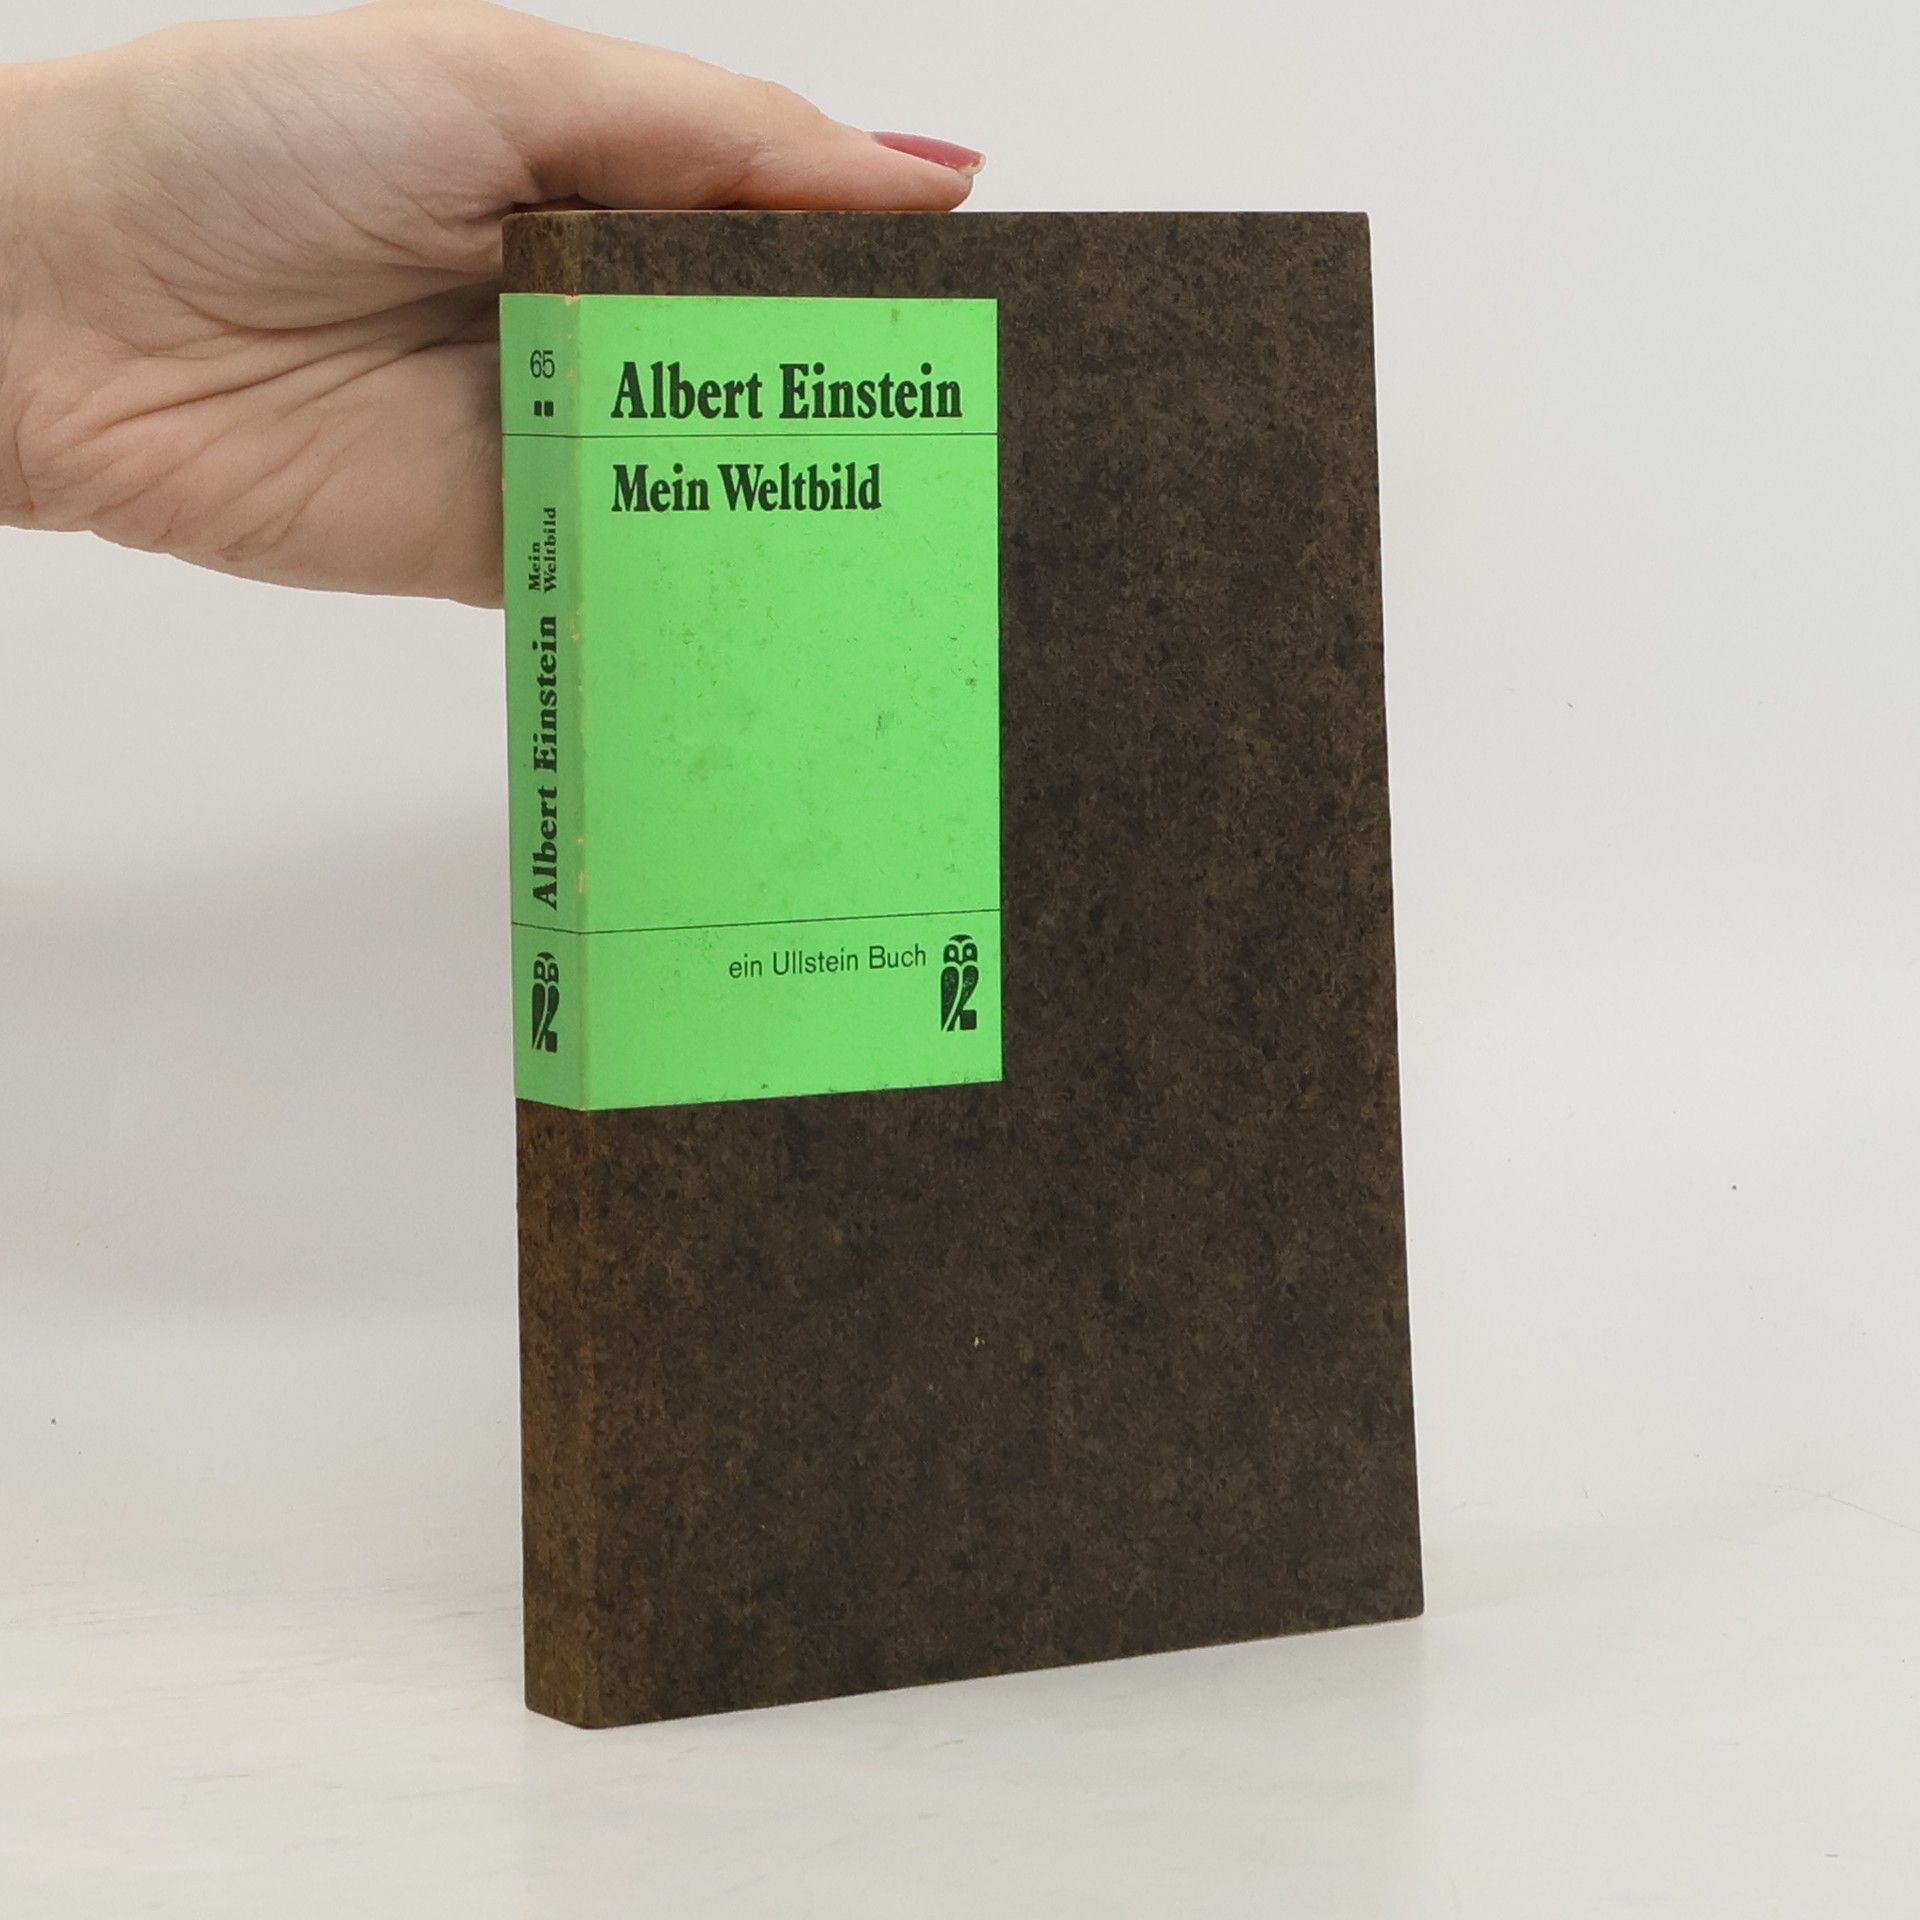 65
Albert Einstein
Mein
Weltbild
Albert Einstein
Mein Weltbild
ein Ullstein Buch